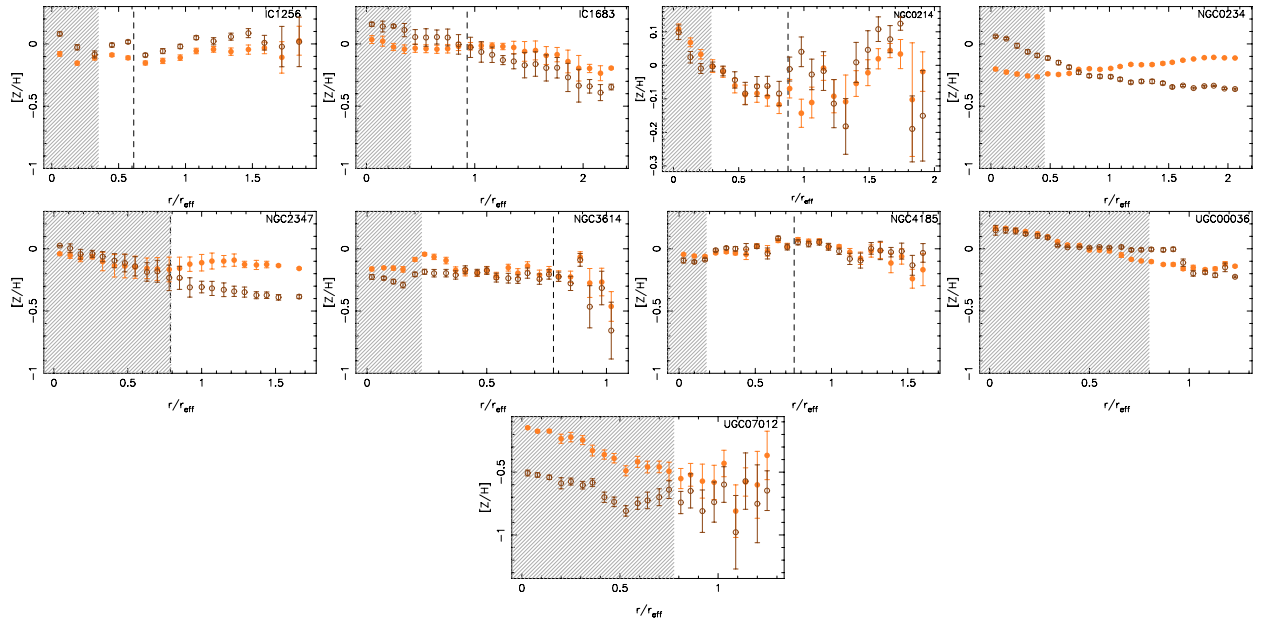 IC1256
[Z/H]
0
−0.5
−1
0
0.5
1
1.5
r/r_eff
IC1683
[Z/H]
0
−0.5
−1
0
1
2
r/r_eff
NGC0214
[Z/H]
0.1
0
−0.1
−0.2
−0.3
0
0.5
1
1.5
2
r/r_eff
NGC0234
[Z/H]
0
−0.5
−1
0
0.5
1
1.5
2
r/r_eff
NGC2347
[Z/H]
0
−0.5
−1
0
0.5
1
1.5
r/r_eff
NGC3614
[Z/H]
0
−0.5
−1
0
0.5
1
r/r_eff
NGC4185
[Z/H]
0
−0.5
−1
0
0.5
1
1.5
r/r_eff
UGC00036
[Z/H]
0
−0.5
−1
0
0.5
1
r/r_eff
UGC07012
[Z/H]
−0.5
−1
0
0.5
1
r/r_eff